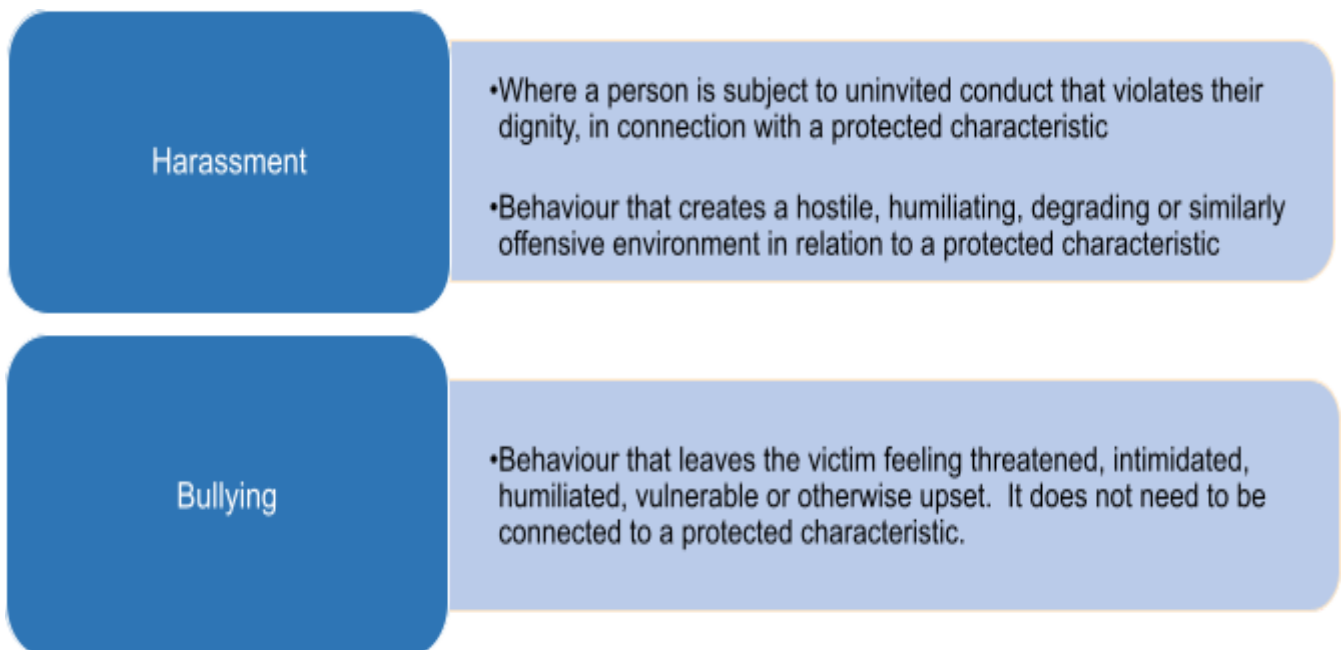 Harassment
•Where a person is subject to uninvited conduct that violates their
dignity, in connection with a protected characteristic
•Behaviour that creates a hostile, humiliating, degrading or similarly
offensive environment in relation to a protected characteristic
Bullying
•Behaviour that leaves the victim feeling threatened, intimidated,
humiliated, vulnerable or otherwise upset.  It does not need to be
connected to a protected characteristic.